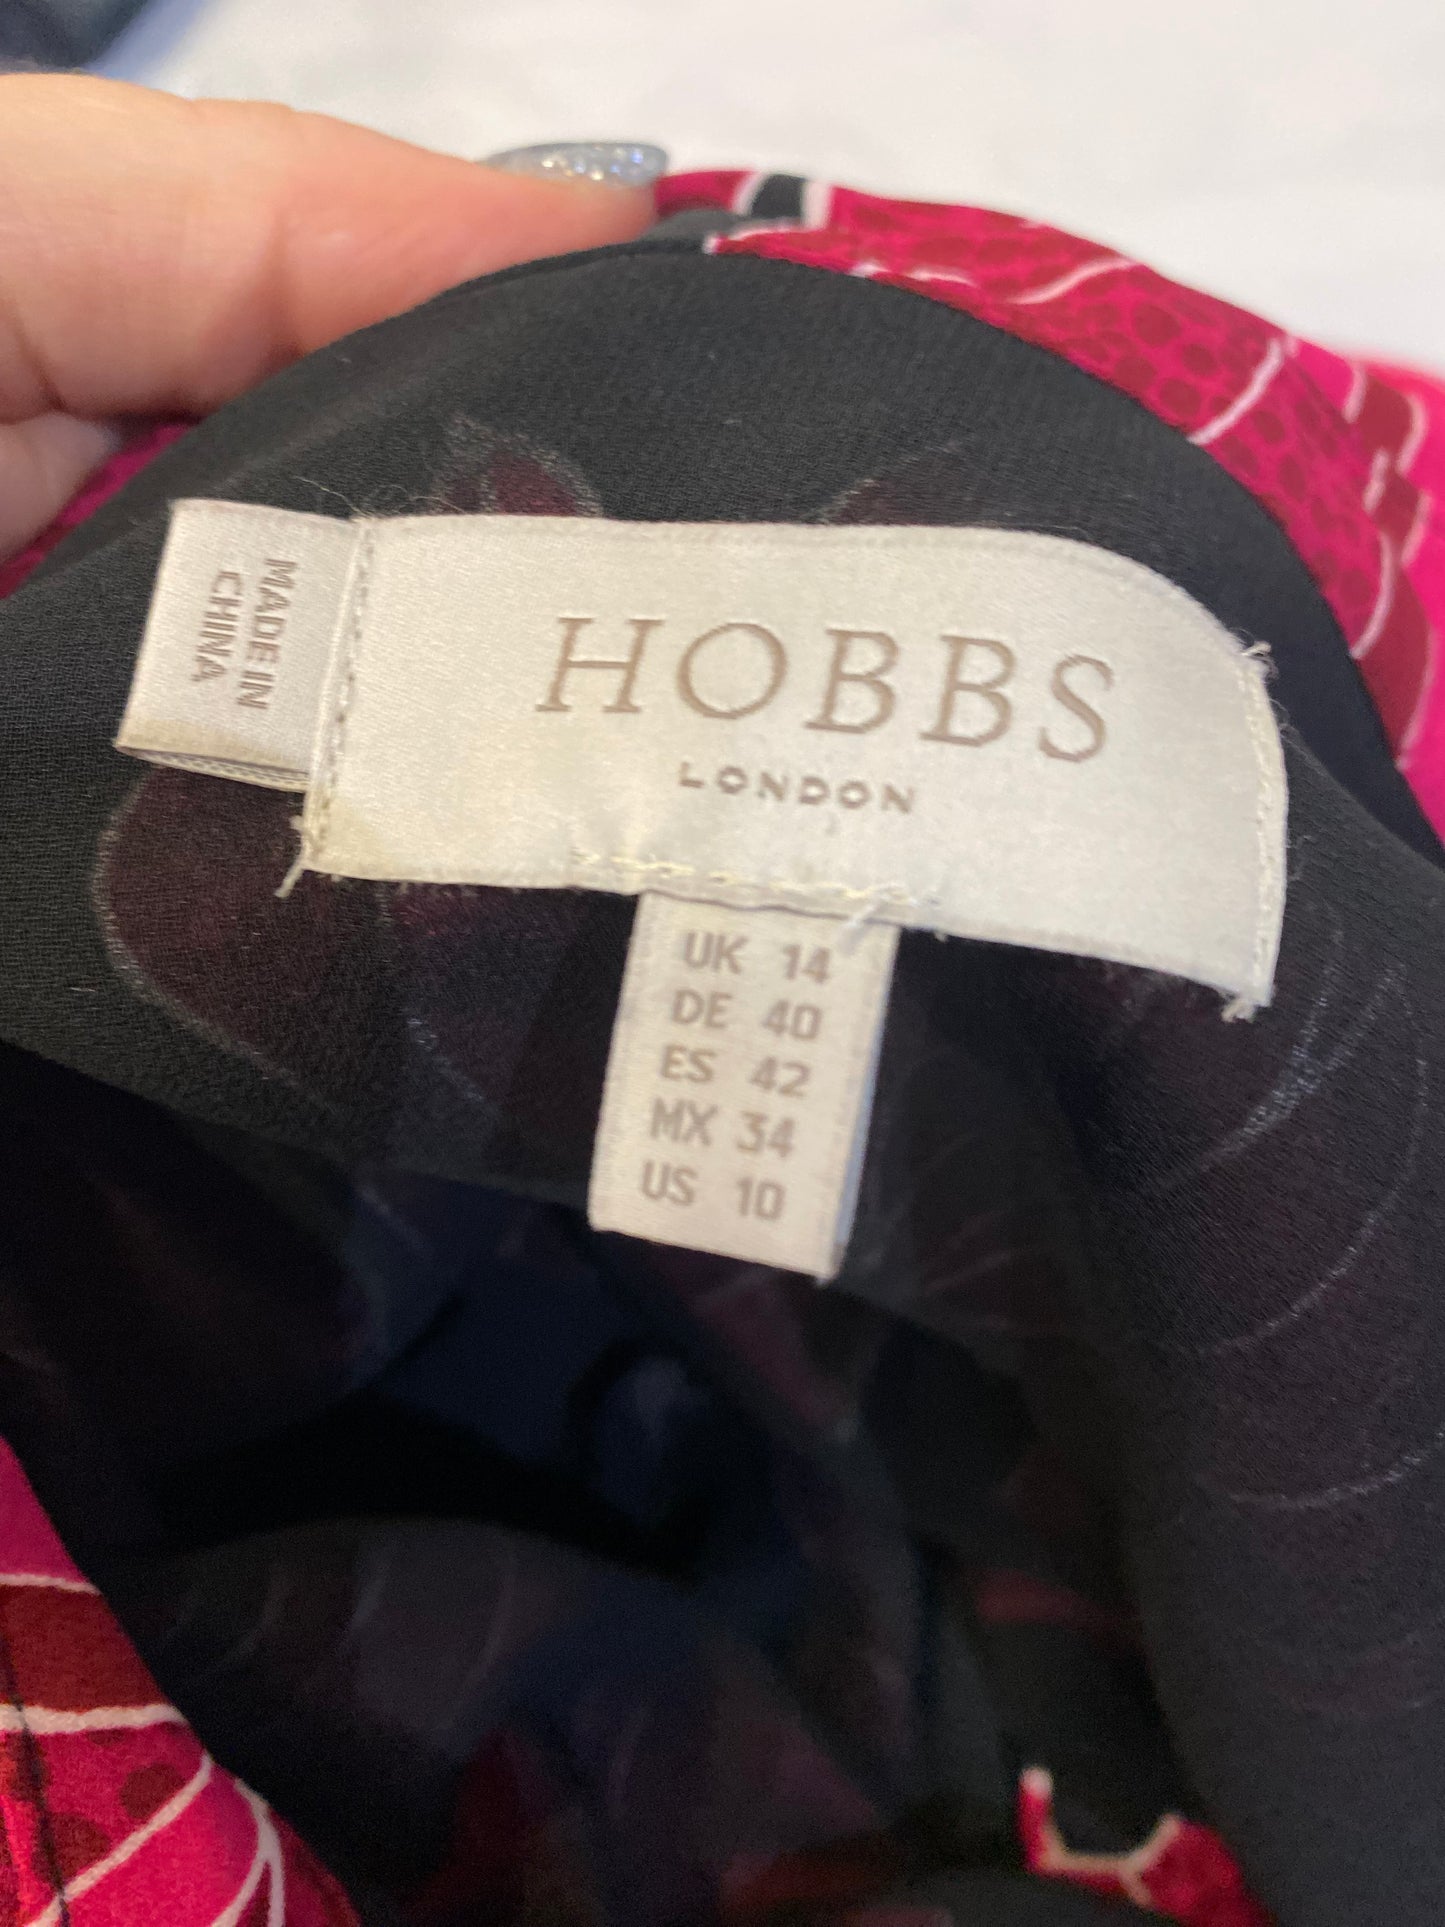 MADE IN
CHINA
HOBBS
LONDON
UK 14
DE 40
ES 42
MX 34
US 10